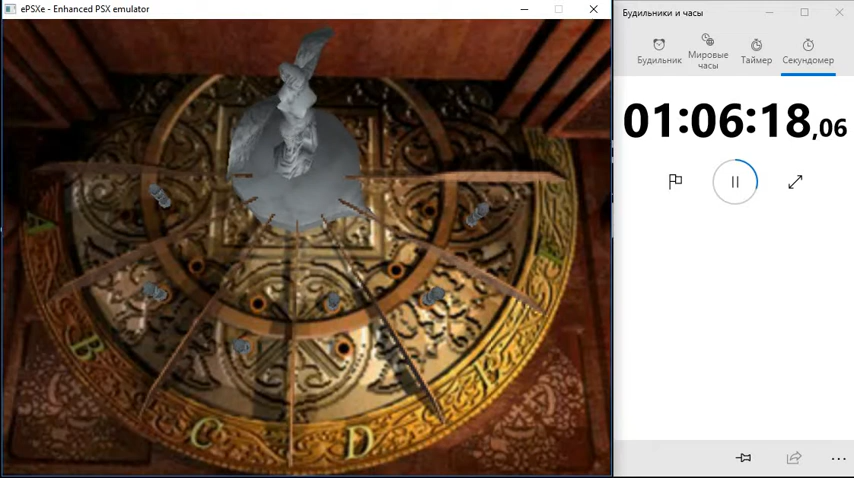 ePSXe - Enhanced PSX emulator
Будильники и часы
Будильник
Мировые
часы
Таймер
Секундомер
01:06:18,06
A
B
C
D
E